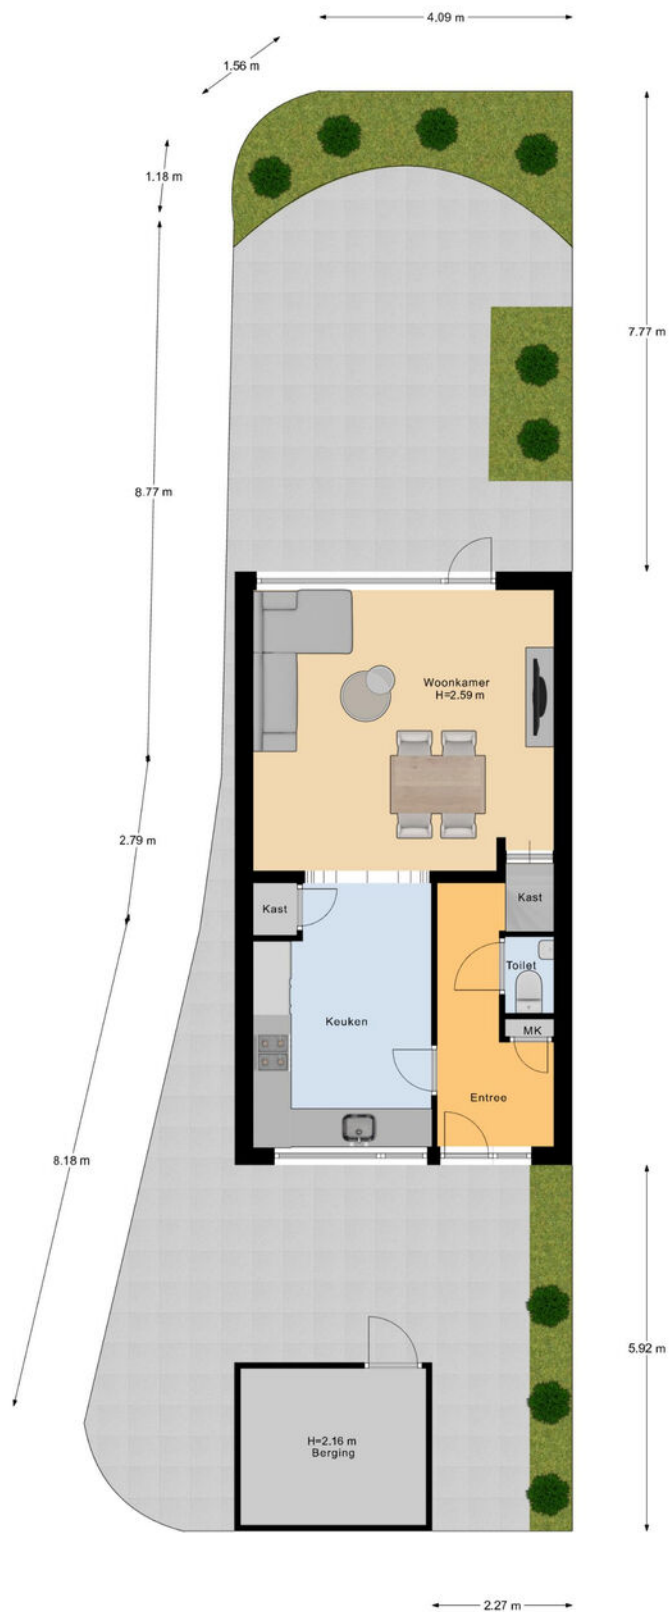 4.09 m
1.56 m
1.18 m
7.77 m
8.77 m
Woonkamer
H=2.59 m
2.79 m
Kast
Kast
Toilet
Keuken
MK
Entree
8.18 m
5.92 m
H=2.16 m
Berging
2.27 m